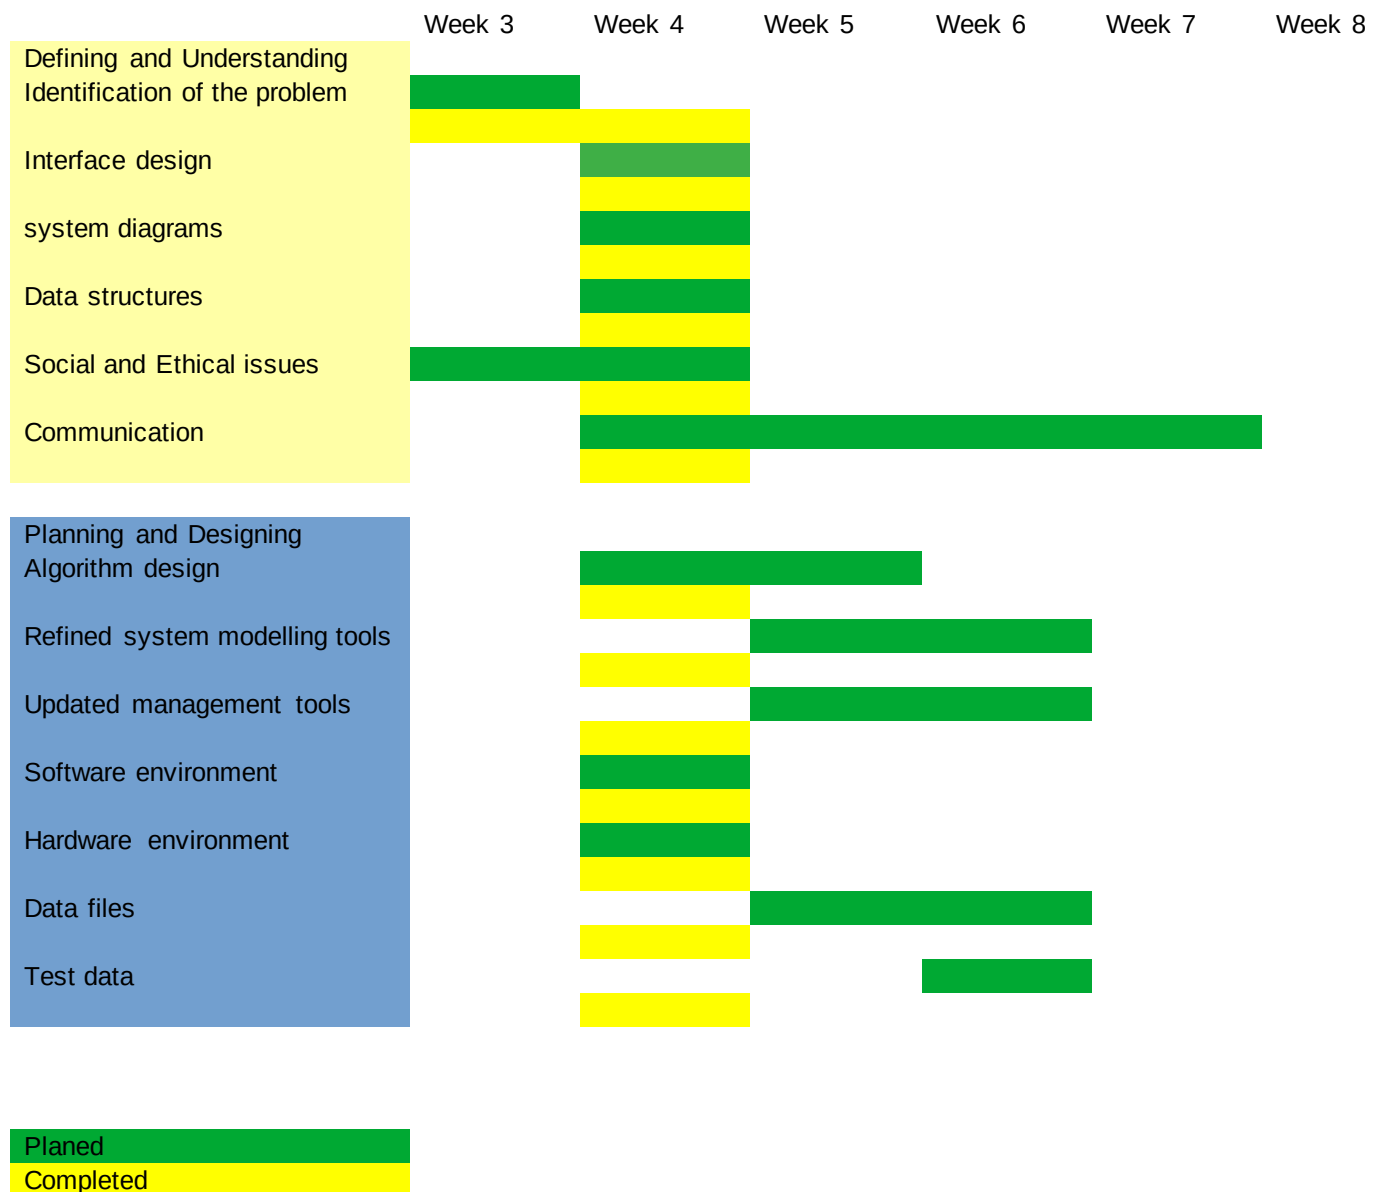 Week 3 Week 4 Week 5 Week 6 Week 7 Week 8
Defining and Understanding
Identification of the problem
Interface design
system diagrams
Data structures
Social and Ethical issues
Communication
Planning and Designing
Algorithm design
Refined system modelling tools
Updated management tools
Software environment
Hardware environment
Data files
Test data
Planed
Completed